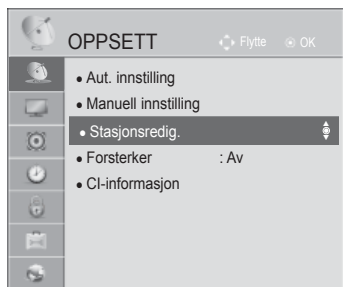 OPPSETT Flytte OK
• Aut. innstilling
• Manuell innstilling
• Stasjonsredig.
• Forsterker : Av
• CI-informasjon